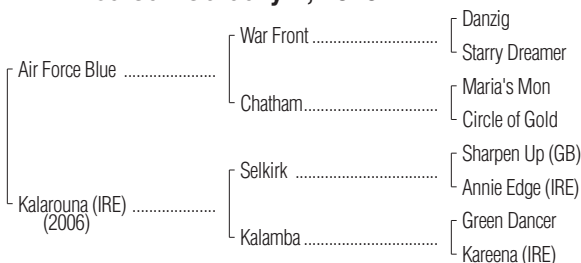 Air Force Blue ......................
War Front ..............................
Danzig
Starry Dreamer
Chatham................................
Maria's Mon
Circle of Gold
Kalarouna (IRE) ....................
(2006)
Selkirk ..................................
Sharpen Up (GB)
Annie Edge (IRE)
Kalamba ................................
Green Dancer
Kareena (IRE)